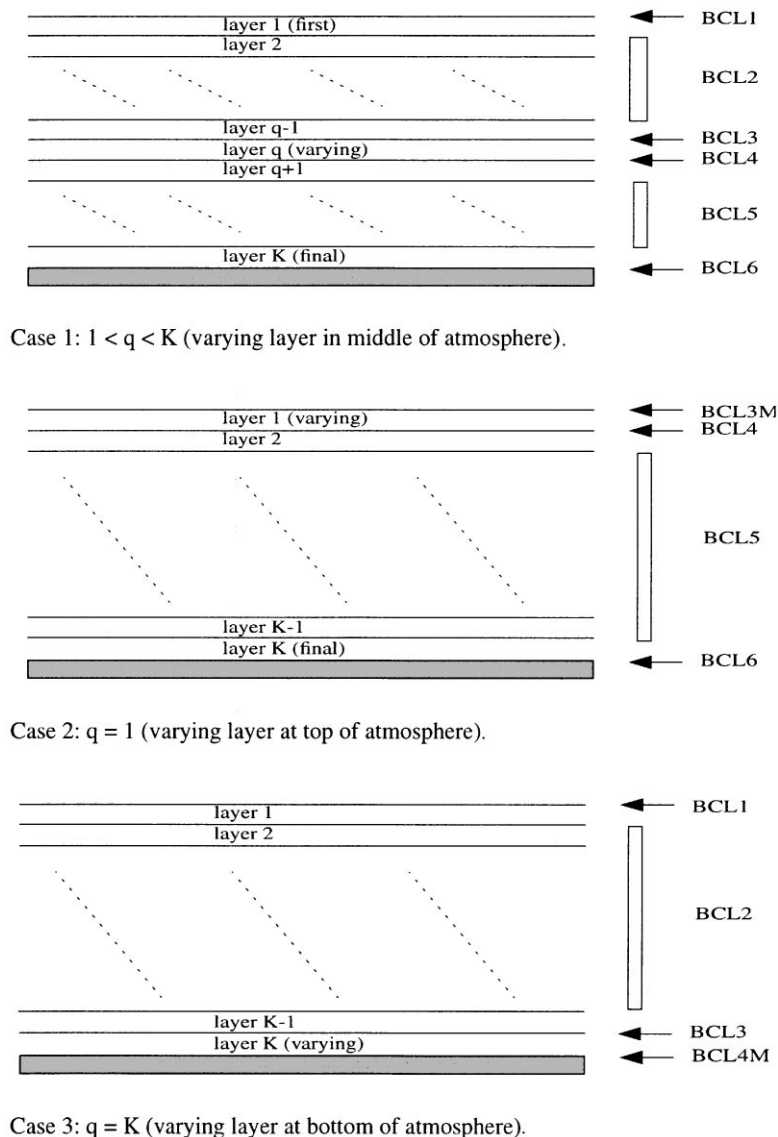 layer 1 (first)
BCL1
layer 2
BCL2
layer q-1
layer q (varying)
BCL3
layer q+1
BCL4
BCL5
layer K (final)
BCL6
Case 1: 1 < q < K (varying layer in middle of atmosphere).
layer 1 (varying)
BCL3M
layer 2
BCL4
BCL5
layer K-1
layer K (final)
BCL6
Case 2: q = 1 (varying layer at top of atmosphere).
layer 1
BCL1
layer 2
BCL2
layer K-1
BCL3
layer K (varying)
BCL4M
Case 3: q = K (varying layer at bottom of atmosphere).